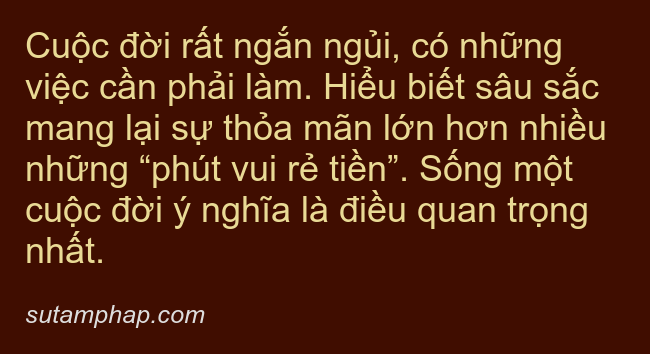 Cuộc đời rất ngắn ngủi, có những
việc cần phải làm. Hiểu biết sâu sắc
mang lại sự thỏa mãn lớn hơn nhiều
những “phút vui rẻ tiền”. Sống một
cuộc đời ý nghĩa là điều quan trọng
nhất.
sutamphap.com